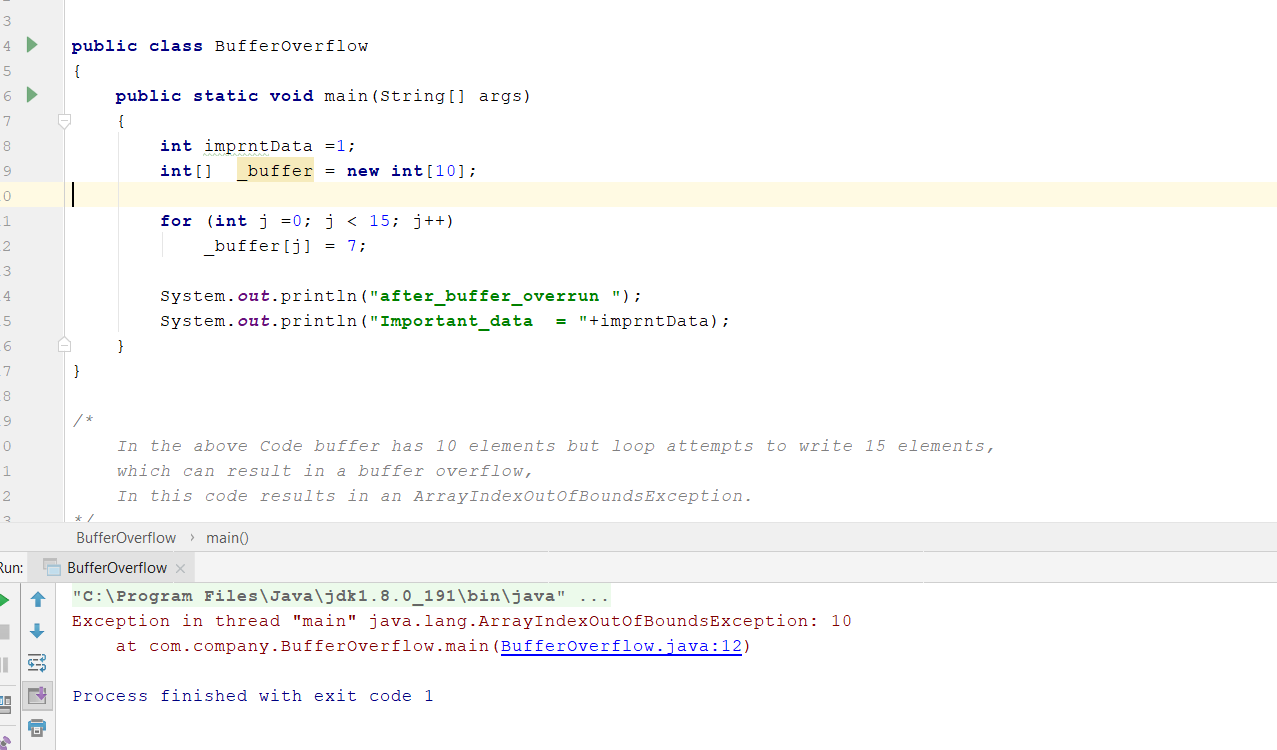 3
4 public class BufferOverflow
5 {
6 public static void main(String[] args)
7 {
8 int imprntData =1;
9 int[]  _buffer = new int[10];
0
1 for (int j =0; j < 15; j++)
2 _buffer[j] = 7;
3
4 System.out.println("after_buffer_overrun ");
5 System.out.println("Important_data  = "+imprntData);
6 }
7 }
8
9 /*
0 In the above Code buffer has 10 elements but loop attempts to write 15 elements,
1 which can result in a buffer overflow,
2 In this code results in an ArrayIndexOutOfBoundsException.
3 */
BufferOverflow › main()
Run: BufferOverflow
"C:\Program Files\Java\jdk1.8.0_191\bin\java" ...
Exception in thread "main" java.lang.ArrayIndexOutOfBoundsException: 10
at com.company.BufferOverflow.main(BufferOverflow.java:12)
Process finished with exit code 1